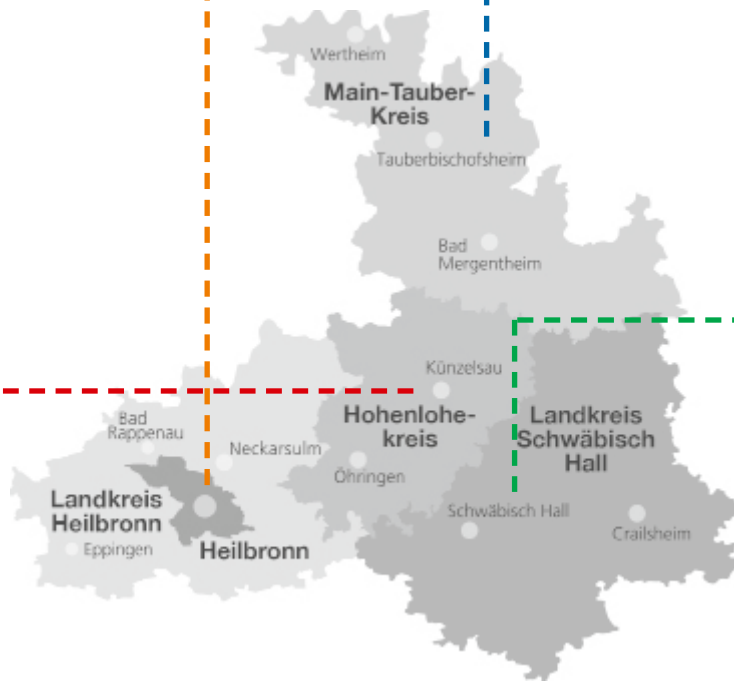 Wertheim
Main-Tauber-
Kreis
Tauberbischofsheim
Bad
Mergentheim
Künzelsau
Hohenlohe-
kreis
Landkreis
Schwäbisch
Hall
Bad
Rappenau
Neckarsulm
Öhringen
Landkreis
Heilbronn
Schwäbisch Hall
Crailsheim
Eppingen
Heilbronn